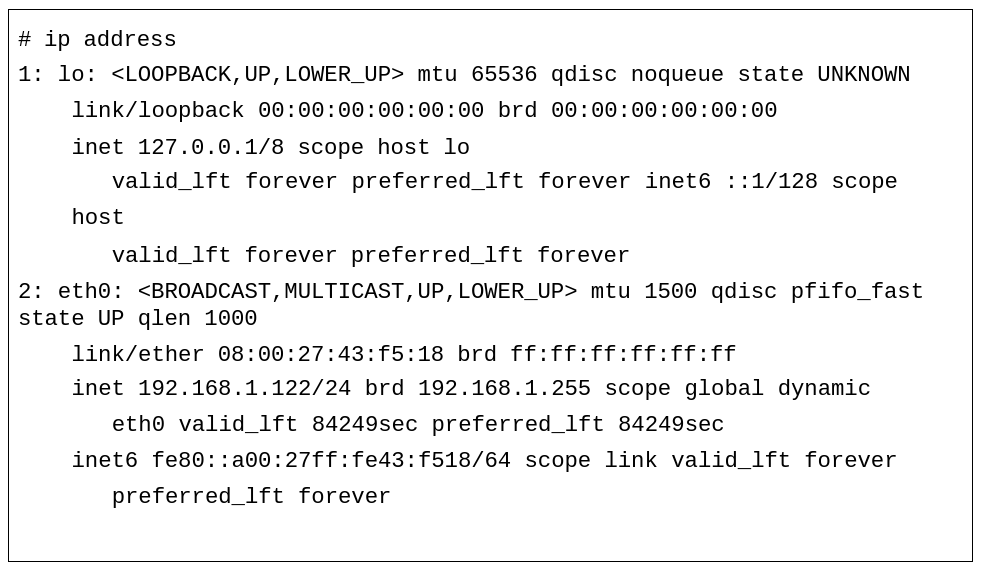 # ip address
1: lo: <LOOPBACK,UP,LOWER_UP> mtu 65536 qdisc noqueue state UNKNOWN
link/loopback 00:00:00:00:00:00 brd 00:00:00:00:00:00
inet 127.0.0.1/8 scope host lo
valid_lft forever preferred_lft forever inet6 ::1/128 scope
host
valid_lft forever preferred_lft forever
2: eth0: <BROADCAST,MULTICAST,UP,LOWER_UP> mtu 1500 qdisc pfifo_fast
state UP qlen 1000
link/ether 08:00:27:43:f5:18 brd ff:ff:ff:ff:ff:ff
inet 192.168.1.122/24 brd 192.168.1.255 scope global dynamic
eth0 valid_lft 84249sec preferred_lft 84249sec
inet6 fe80::a00:27ff:fe43:f518/64 scope link valid_lft forever
preferred_lft forever